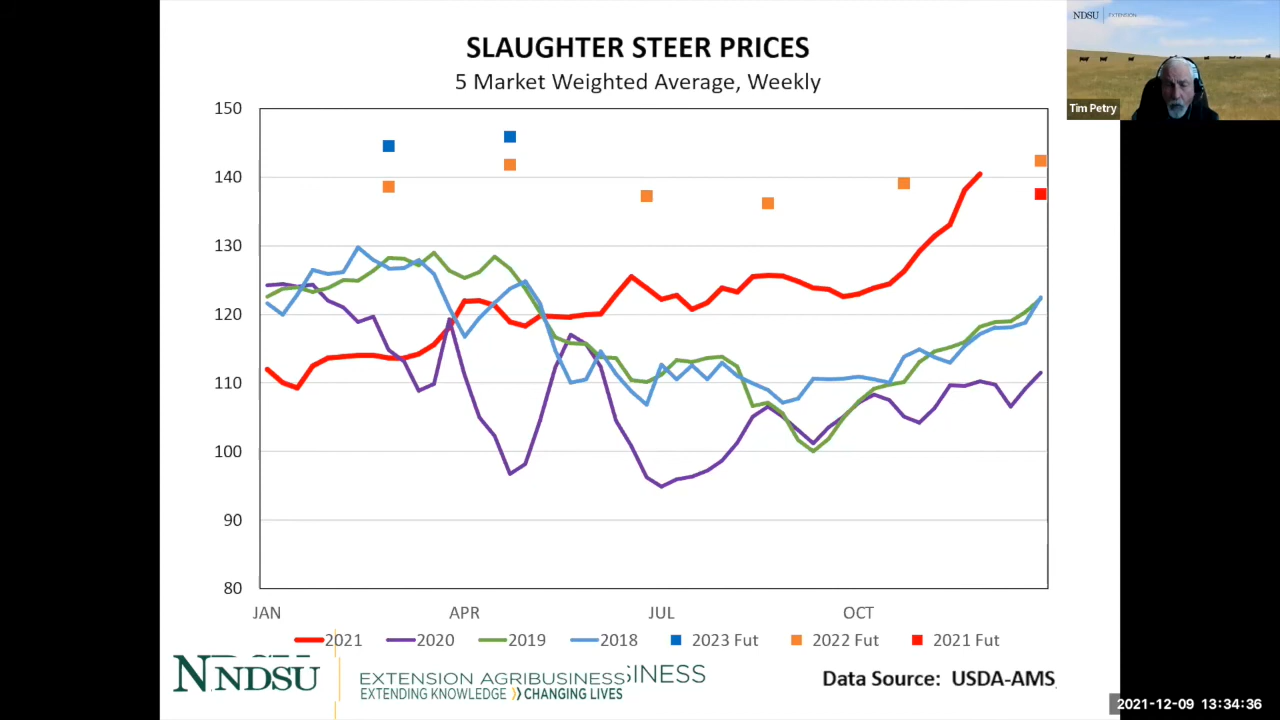 SLAUGHTER STEER PRICES
5 Market Weighted Average, Weekly
NDSU EXTENSION
Tim Petry
150
140
130
120
110
100
90
80
JAN APR JUL OCT
2021 2020 2019 2018 2023 Fut 2022 Fut 2021 Fut
NDSU EXTENSION AGRIBUSINESS
EXTENDING KNOWLEDGE CHANGING LIVES
Data Source: USDA-AMS
2021-12-09 13:34:36